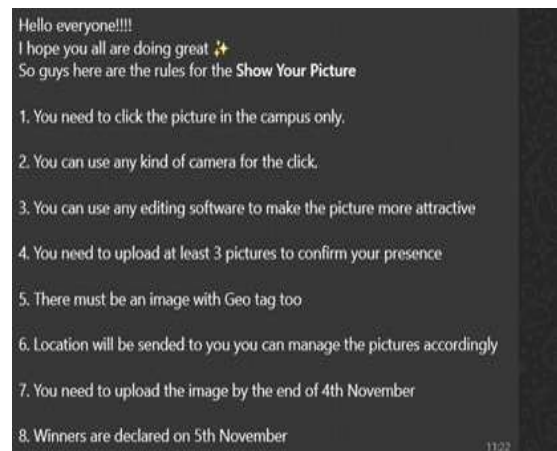 Hello everyone!!!!
I hope you all are doing great ✨
So guys here are the rules for the Show Your Picture
1. You need to click the picture in the campus only.
2. You can use any kind of camera for the click.
3. You can use any editing software to make the picture more attractive
4. You need to upload at least 3 pictures to confirm your presence
5. There must be an image with Geo tag too
6. Location will be sended to you you can manage the pictures accordingly
7. You need to upload the image by the end of 4th November
8. Winners are declared on 5th November
11:22